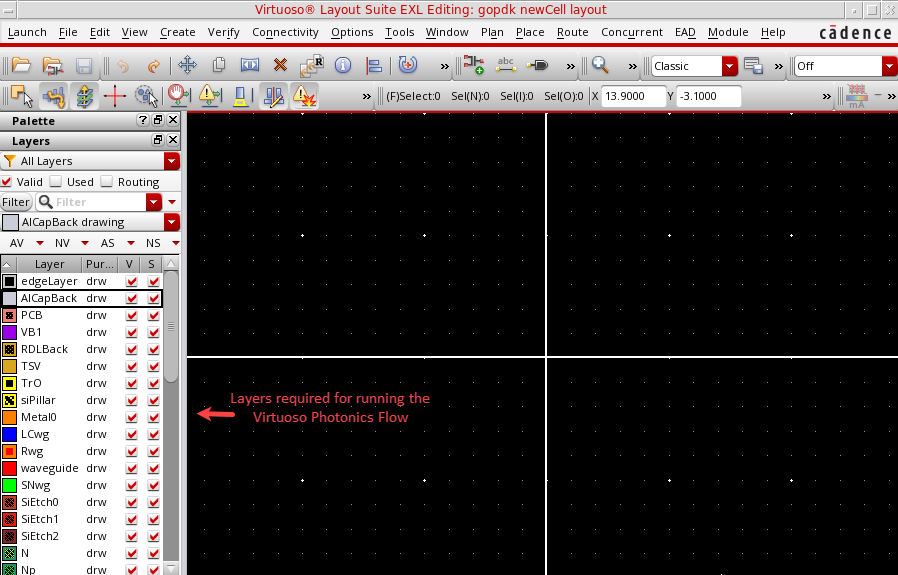 Virtuoso® Layout Suite EXL Editing: gopdk newCell layout
Launch File Edit View Create Verify Connectivity Options Tools Window Plan Place Route Concurrent EAD Module Help cādence
abc R » » » Classic » Off
» (F)Select:0 Sel(N):0 Sel(I):0 Sel(O):0 X 13.9000 Y -3.1000 » mA »
Palette ?
Layers
All Layers
Valid Used Routing
Filter Filter
AlCapBack drawing
AV NV AS NS
Layer Pur... V S
edgeLayer drw
AlCapBack drw
PCB drw
VB1 drw
RDLBack drw
TSV drw
TrO drw
siPillar drw
Metal0 drw
LCwg drw
Rwg drw
waveguide drw
SNwg drw
SiEtch0 drw
SiEtch1 drw
SiEtch2 drw
N drw
Np drw
Layers required for running the
Virtuoso Photonics Flow